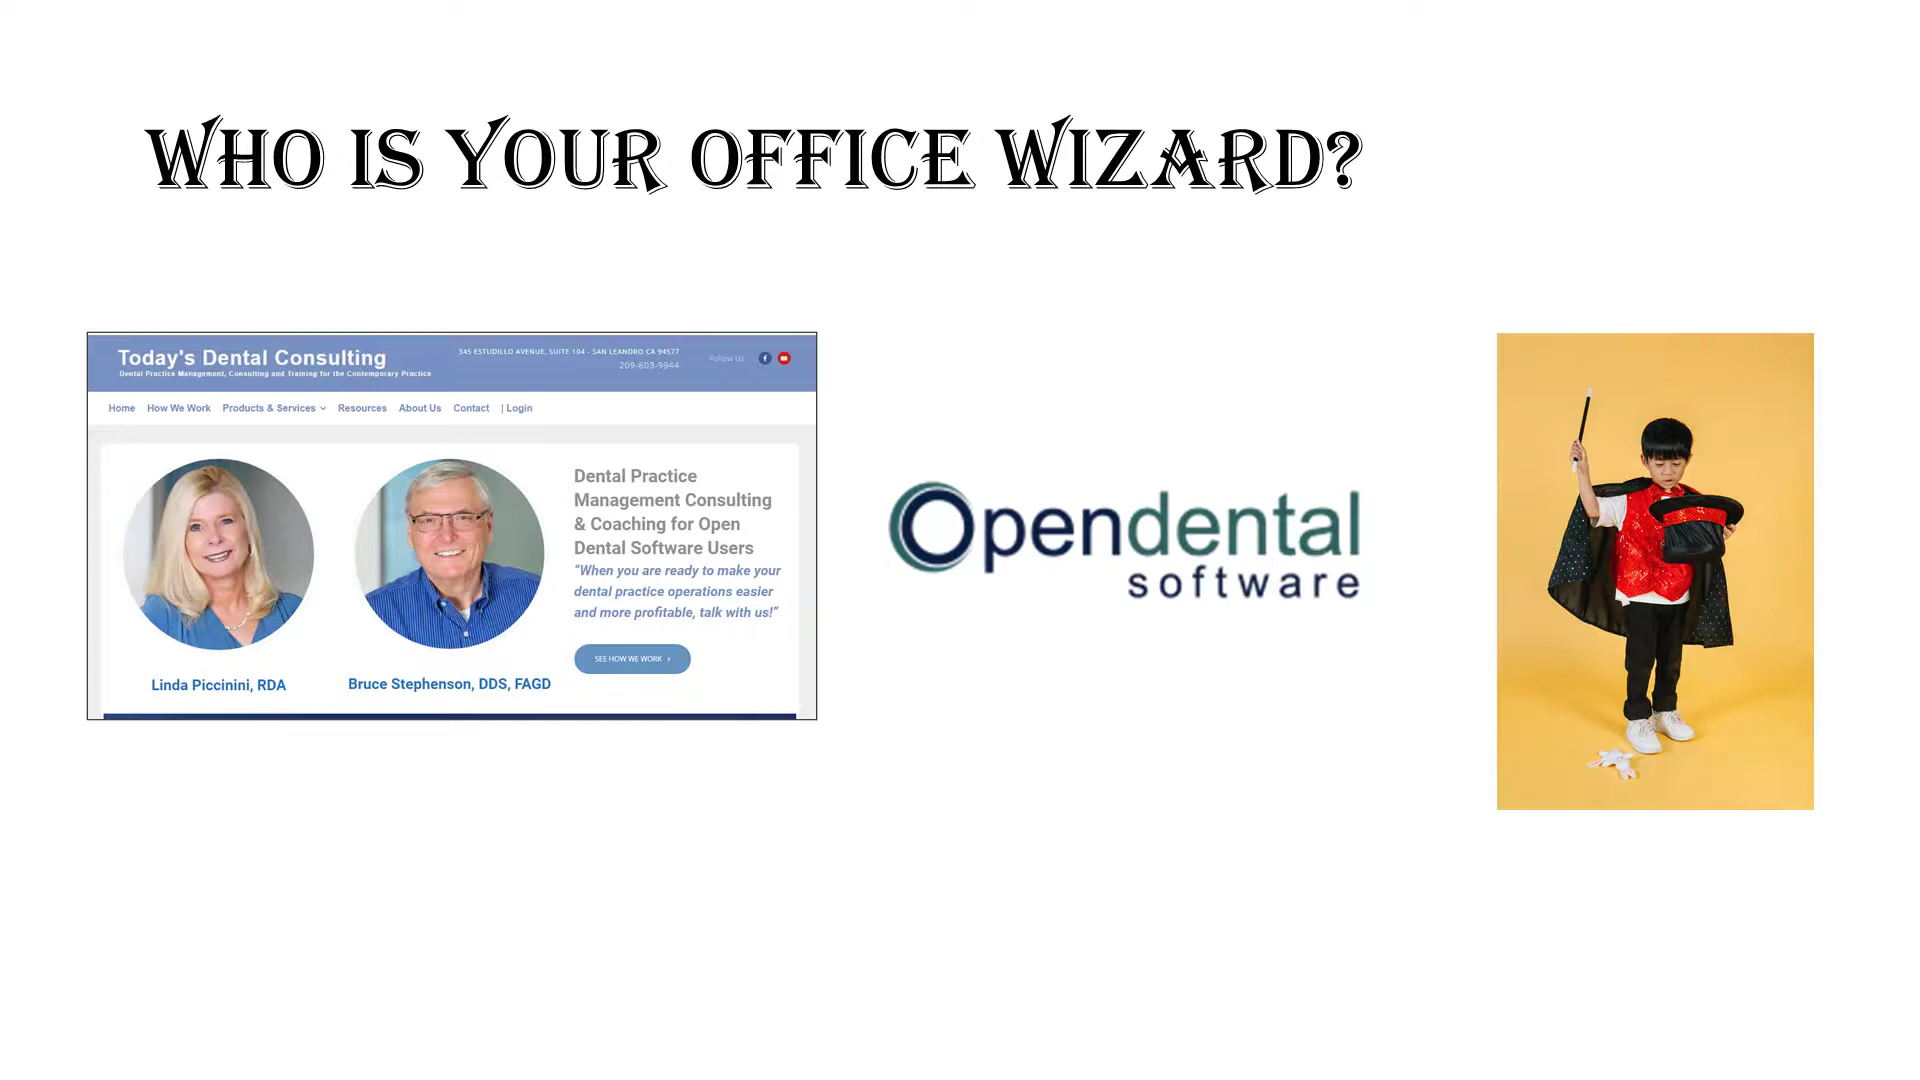 WHO IS YOUR OFFICE WIZARD?
Today's Dental Consulting
Dental Practice Management, Consulting and Training for the Contemporary Practice
345 ESTUDILLO AVENUE, SUITE 104 - SAN LEANDRO CA 94577
209-603-9944
Follow Us
Home How We Work Products & Services Resources About Us Contact | Login
Dental Practice
Management Consulting
& Coaching for Open
Dental Software Users
“When you are ready to make your
dental practice operations easier
and more profitable, talk with us!”
SEE HOW WE WORK >
Linda Piccinini, RDA
Bruce Stephenson, DDS, FAGD
Opendental
software